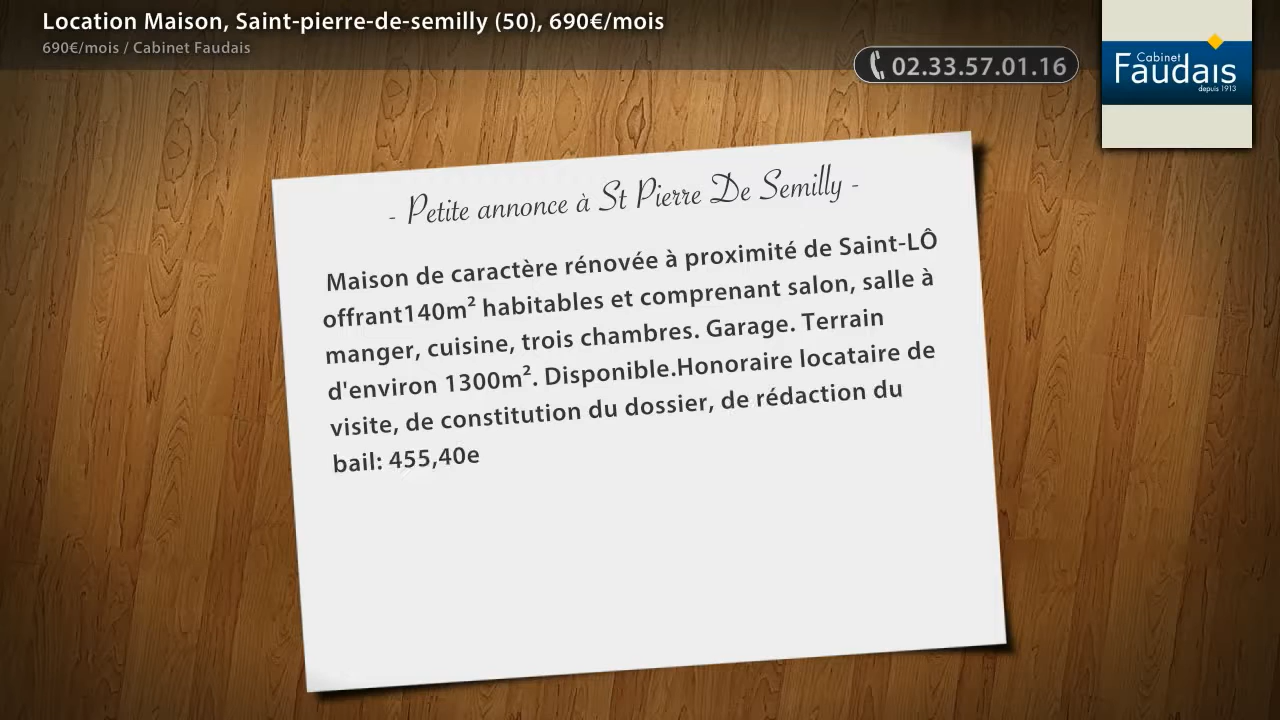 Location Maison, Saint-pierre-de-semilly (50), 690€/mois
690€/mois / Cabinet Faudais
02.33.57.01.16
Cabinet
Faudais
depuis 1913
- Petite annonce à St Pierre De Semilly -
Maison de caractère rénovée à proximité de Saint-LÔ
offrant140m² habitables et comprenant salon, salle à
manger, cuisine, trois chambres. Garage. Terrain
d'environ 1300m². Disponible.Honoraire locataire de
visite, de constitution du dossier, de rédaction du
bail: 455,40e